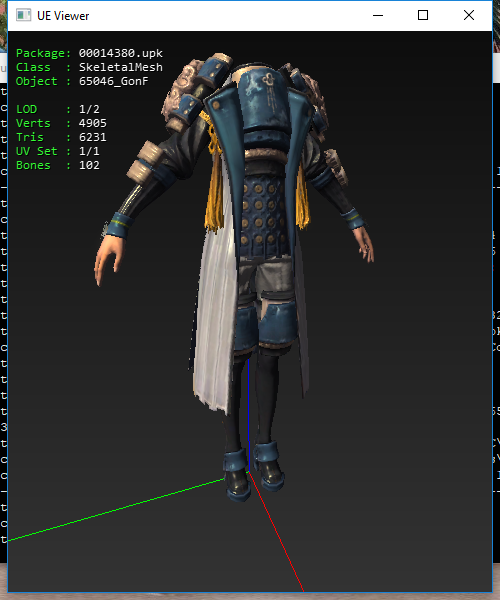 UE Viewer
Package: 00014380.upk
Class : SkeletalMesh
Object : 65046_GonF
LOD : 1/2
Verts : 4905
Tris : 6231
UV Set : 1/1
Bones : 102